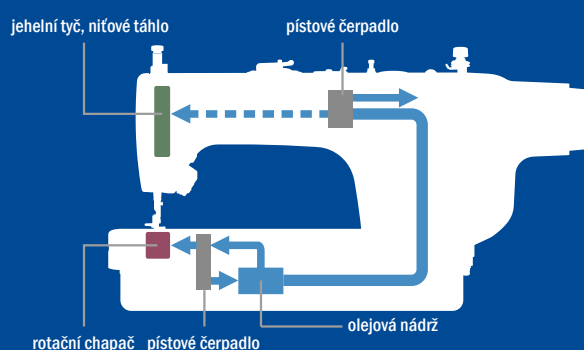 jehelní tyč, niťové táhlo
pístové čerpadlo
olejová nádrž
rotační chapač
pístové čerpadlo